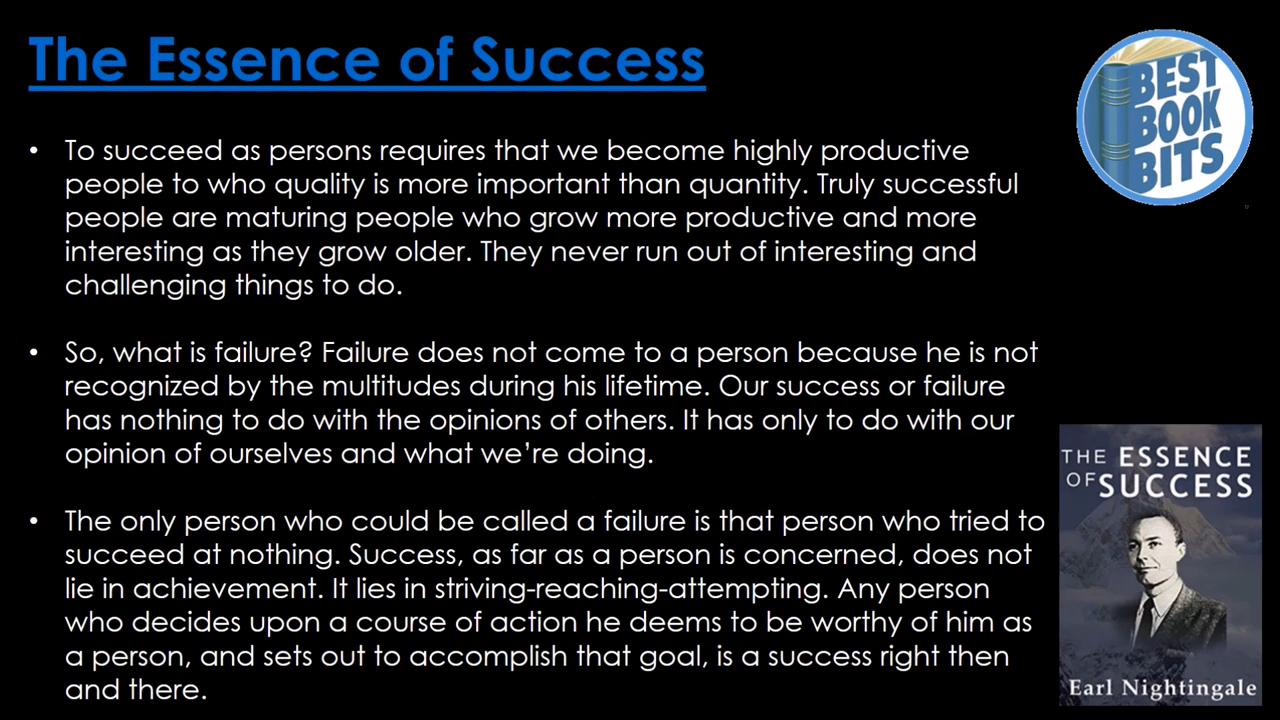 The Essence of Success
BEST
BOOK
BITS
• To succeed as persons requires that we become highly productive
people to who quality is more important than quantity. Truly successful
people are maturing people who grow more productive and more
interesting as they grow older. They never run out of interesting and
challenging things to do.
• So, what is failure? Failure does not come to a person because he is not
recognized by the multitudes during his lifetime. Our success or failure
has nothing to do with the opinions of others. It has only to do with our
opinion of ourselves and what we’re doing.
• The only person who could be called a failure is that person who tried to
succeed at nothing. Success, as far as a person is concerned, does not
lie in achievement. It lies in striving-reaching-attempting. Any person
who decides upon a course of action he deems to be worthy of him as
a person, and sets out to accomplish that goal, is a success right then
and there.
THE ESSENCE
OF SUCCESS
Earl Nightingale